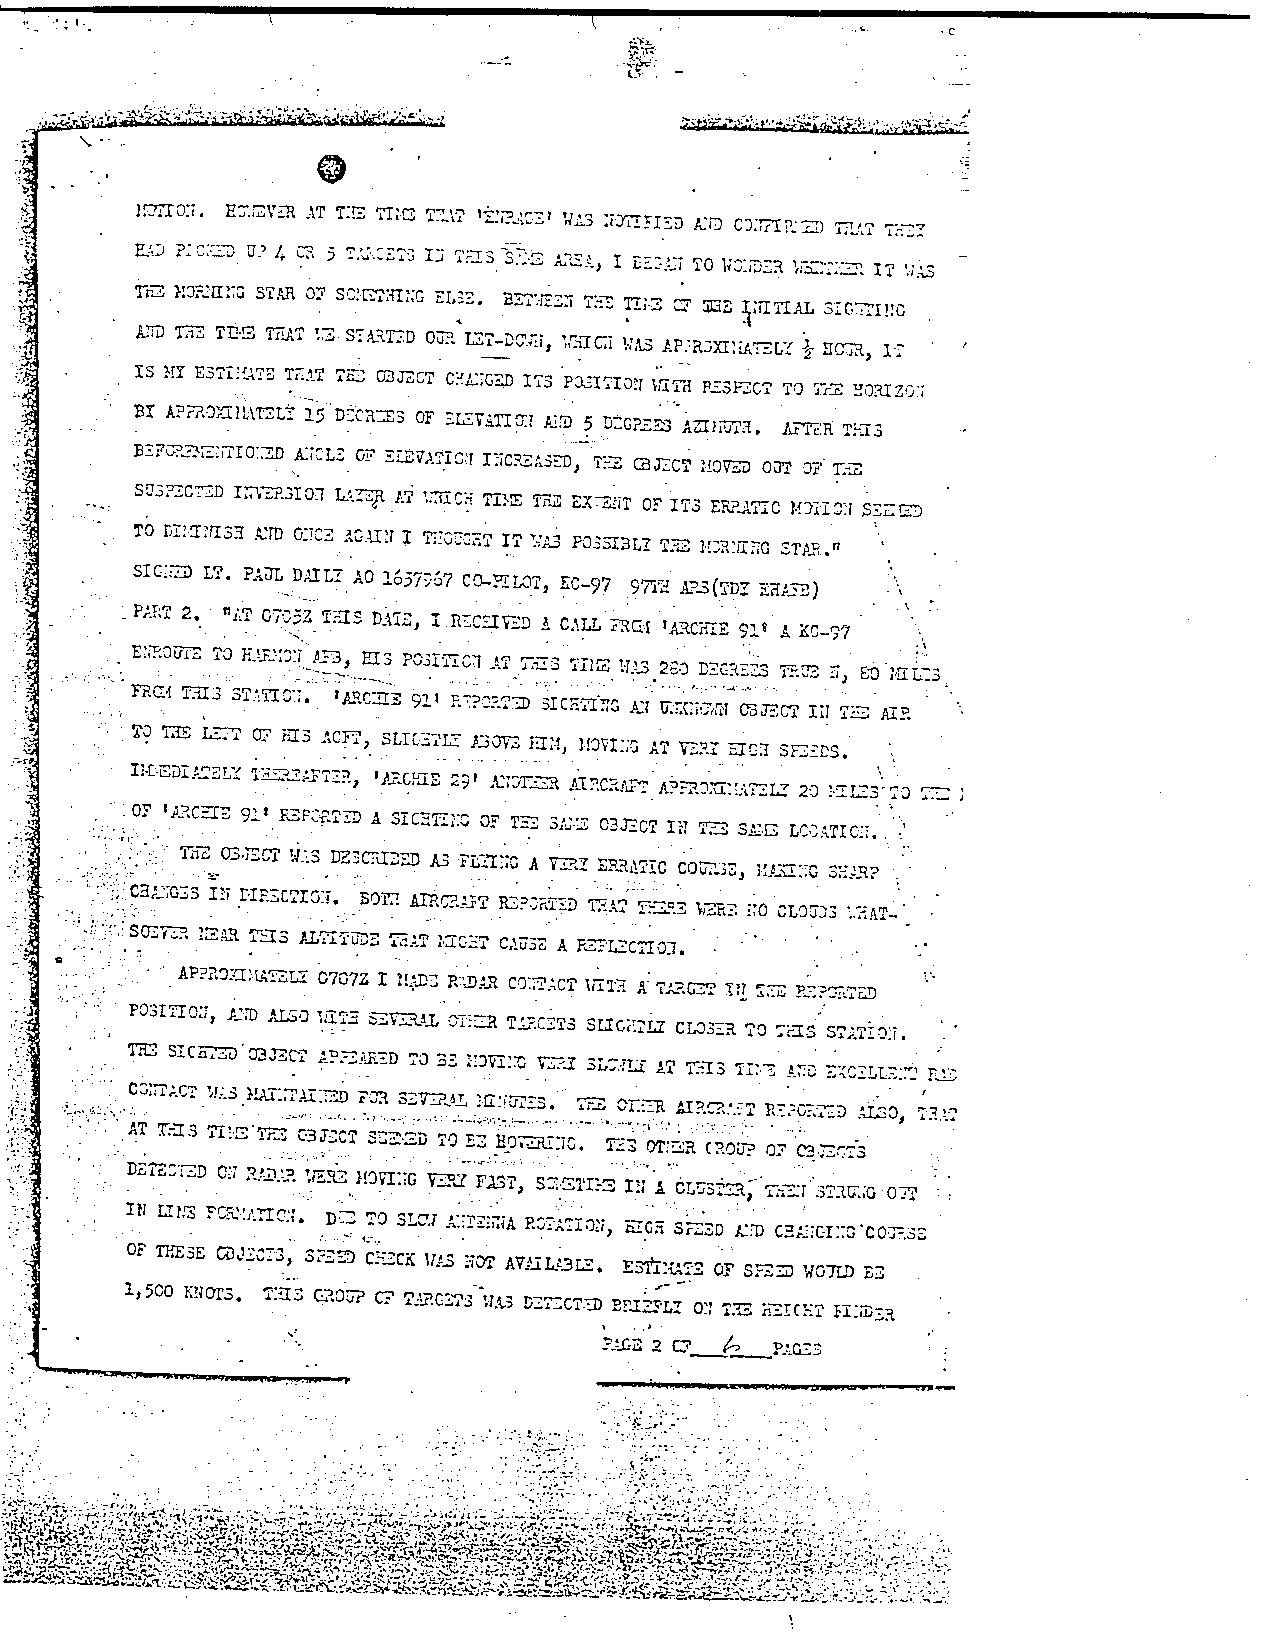 MOTION. HOWEVER AT THE TIME THAT 'ENRAGE' WAS NOTIFIED AND CONFIRMED THAT THEY
HAD PICKED UP 4 OR 5 TARGETS IN THIS SAME AREA, I BEGAN TO WONDER WHETHER IT WAS
THE MORNING STAR OF SOMETHING ELSE. BETWEEN THE TIME OF THE INITIAL SIGHTING
AND THE TIME THAT WE STARTED OUR LET-DOWN, WHICH WAS APPROXIMATELY ½ HOUR, IT
IS MY ESTIMATE THAT THE OBJECT CHANGED ITS POSITION WITH RESPECT TO THE HORIZON
BY APPROXIMATELY 15 DEGREES OF ELEVATION AND 5 DEGREES AZIMUTH. AFTER THIS
BEFOREMENTIONED ANGLE OF ELEVATION INCREASED, THE OBJECT MOVED OUT OF THE
SUSPECTED INVERSION LAYER AT WHICH TIME THE EXTENT OF ITS ERRATIC MOTION SEEMED
TO DIMINISH AND ONCE AGAIN I THOUGHT IT WAS POSSIBLY THE MORNING STAR."
SIGNED LT. PAUL DAILY AO 1637967 CO-PILOT, KC-97 97TH ARS(TDY
PART 2. "AT 0705Z THIS DATE, I RECEIVED A CALL FROM 'ARCHIE 91' A KC-97
ENROUTE TO HARMON AFB, HIS POSITION AT THIS TIME WAS 280 DEGREES TRUE N, 80 MILES
FROM THIS STATION. 'ARCHIE 91' REPORTED SIGHTING AN UNKNOWN OBJECT IN THE AIR
TO THE LEFT OF HIS ACFT, SLIGHTLY ABOVE HIM, MOVING AT VERY HIGH SPEEDS.
IMMEDIATELY THEREAFTER, 'ARCHIE 29' ANOTHER AIRCRAFT APPROXIMATELY 20 MILES TO THE
OF 'ARCHIE 91' REPORTED A SIGHTING OF THE SAME OBJECT IN THE SAME LOCATION.
THE OBJECT WAS DESCRIBED AS FLYING A VERY ERRATIC COURSE, MAKING SHARP
CHANGES IN DIRECTION. BOTH AIRCRAFT REPORTED THAT THERE WERE NO CLOUDS WHAT-
SOEVER NEAR THIS ALTITUDE THAT MIGHT CAUSE A REFLECTION.
APPROXIMATELY 0707Z I MADE RADAR CONTACT WITH A TARGET IN THE REPORTED
POSITION, AND ALSO WITH SEVERAL OTHER TARGETS SLIGHTLY CLOSER TO THIS STATION.
THE SIGHTED OBJECT APPEARED TO BE MOVING VERY SLOWLY AT THIS TIME AND EXCELLENT RAD
CONTACT WAS MAINTAINED FOR SEVERAL MINUTES. THE OTHER AIRCRAFT REPORTED ALSO, THAT
AT THIS TIME THE OBJECT SEEMED TO BE HOVERING. THE OTHER GROUP OF OBJECTS
DETECTED ON RADAR WERE MOVING VERY FAST, SOMETIME IN A CLUSTER, THEN STRUNG OUT
IN LINE FORMATION. DUE TO SLOW ANTENNA ROTATION, HIGH SPEED AND CHANGING COURSE
OF THESE OBJECTS, SPEED CHECK WAS NOT AVAILABLE. ESTIMATE OF SPEED WOULD BE
1,500 KNOTS. THIS GROUP OF TARGETS WAS DETECTED BRIEFLY ON THE HEIGHT FINDER
PAGE 2 OF 6 PAGES